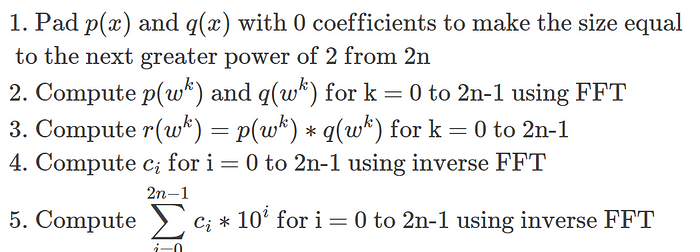 1. Pad p(x) and q(x) with 0 coefficients to make the size equal
to the next greater power of 2 from 2n
2. Compute p(w^k) and q(w^k) for k = 0 to 2n-1 using FFT
3. Compute r(w^k) = p(w^k) * q(w^k) for k = 0 to 2n-1
4. Compute c_i for i = 0 to 2n-1 using inverse FFT
5. Compute \sum_{i=0}^{2n-1} c_i * 10^i for i = 0 to 2n-1 using inverse FFT